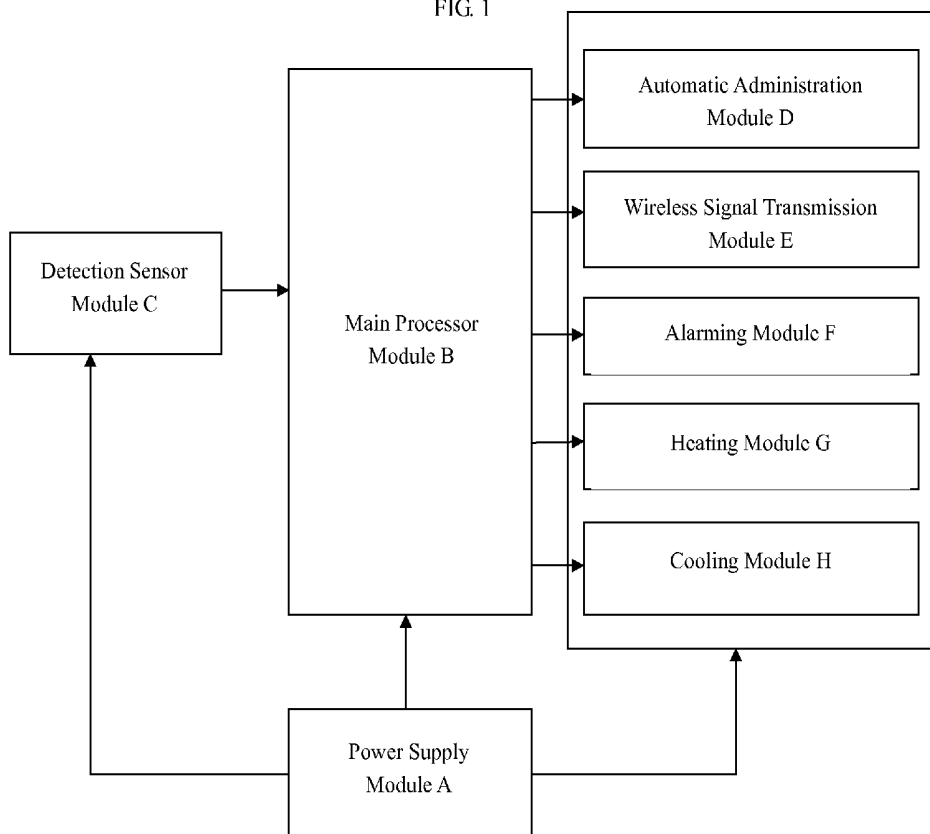 FIG. 1
Automatic Administration
Module D
Wireless Signal Transmission
Module E
Detection Sensor
Module C
Main Processor
Module B
Alarming Module F
Heating Module G
Cooling Module H
Power Supply
Module A